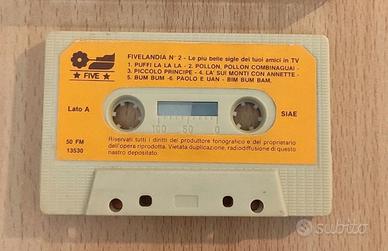 FIVELANDIA N° 2 - Le più belle sigle dei tuoi amici in TV
1. PUFFI LA LA LA - 2. POLLON, POLLON COMBINAGUAI -
3. PICCOLO PRINCIPE - 4. LA' SUI MONTI CON ANNETTE -
5. BUM BUM - 6. PAOLO E UAN - BIM BUM BAM.
★ FIVE ★
Lato A
SIAE
100 50 0
50 FM
13530
Riservati tutti i diritti del produttore fonografico e del proprietario
dell'opera riprodotta. Vietata duplicazione, radiodiffusione di questo
nastro depositato.
subito